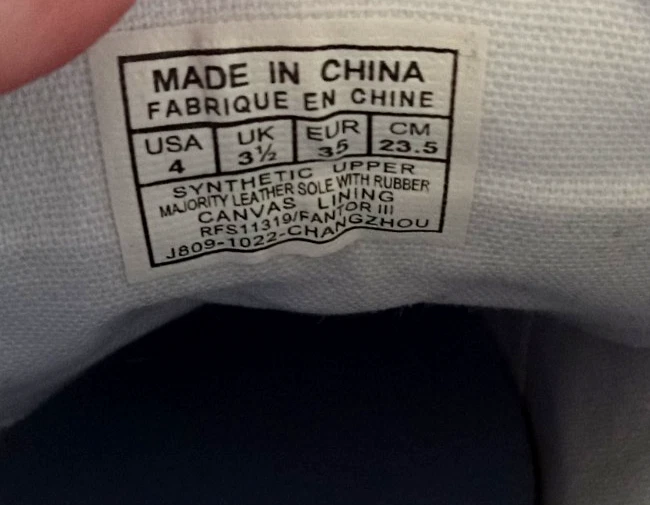 MADE IN CHINA
FABRIQUE EN CHINE
USA UK EUR CM
4 3½ 35 23.5
SYNTHETIC UPPER
MAJORITY LEATHER SOLE WITH RUBBER
CANVAS LINING
RFS11319/FANTOR III
J809-1022-CHANGZHOU